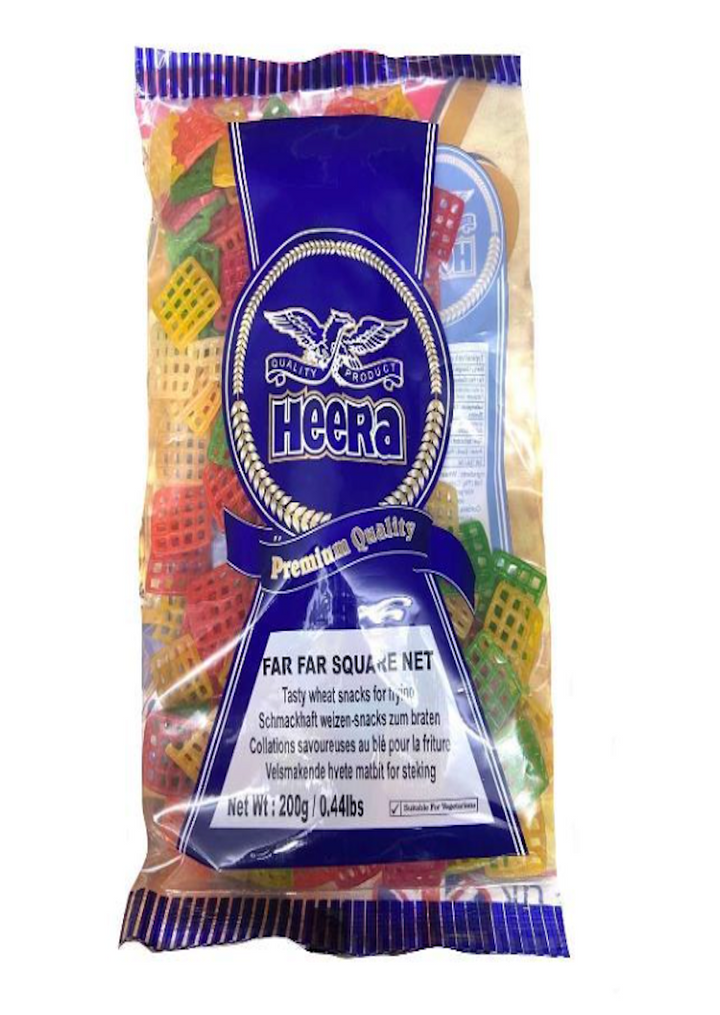 QUALITY PRODUCT
HEERa
Premium Quality
FAR FAR SQUARE NET
Tasty wheat snacks for frying
Schmackhaft weizen-snacks zum braten
Collations savoureuses au blé pour la friture
Velsmakende hvete matbit for steking
Net Wt : 200g / 0.44lbs
Suitable For Vegetarians